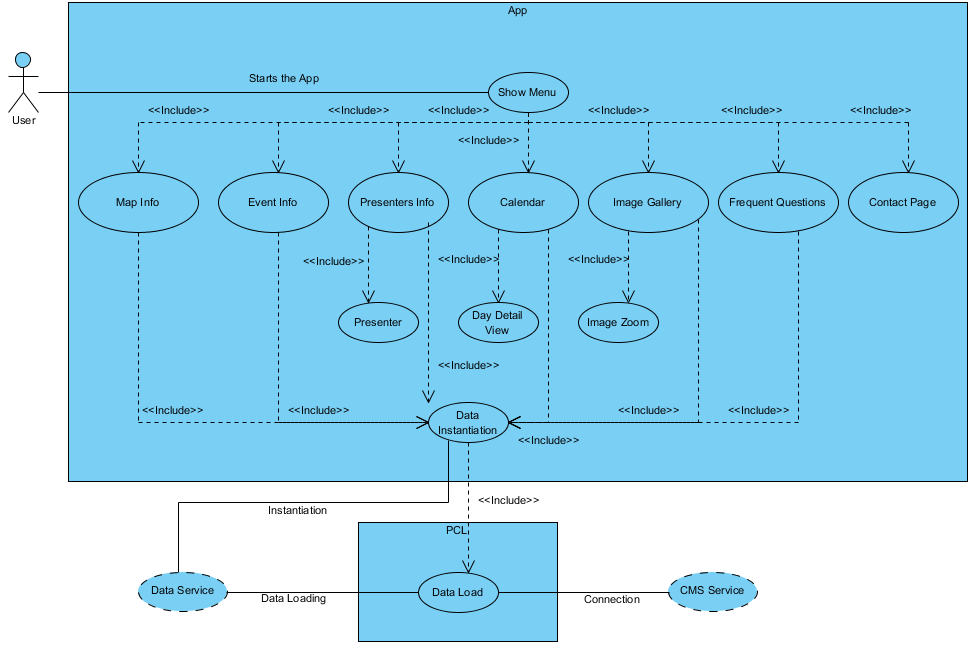 App
Starts the App
Show Menu
User
<<Include>>
<<Include>>
<<Include>>
<<Include>>
<<Include>>
<<Include>>
<<Include>>
Map Info
Event Info
Presenters Info
Calendar
Image Gallery
Frequent Questions
Contact Page
<<Include>>
<<Include>>
<<Include>>
Presenter
Day Detail
View
Image Zoom
<<Include>>
<<Include>>
<<Include>>
<<Include>>
<<Include>>
Data
Instantiation
<<Include>>
<<Include>>
Instantiation
PCL
Data Service
Data Loading
Data Load
Connection
CMS Service